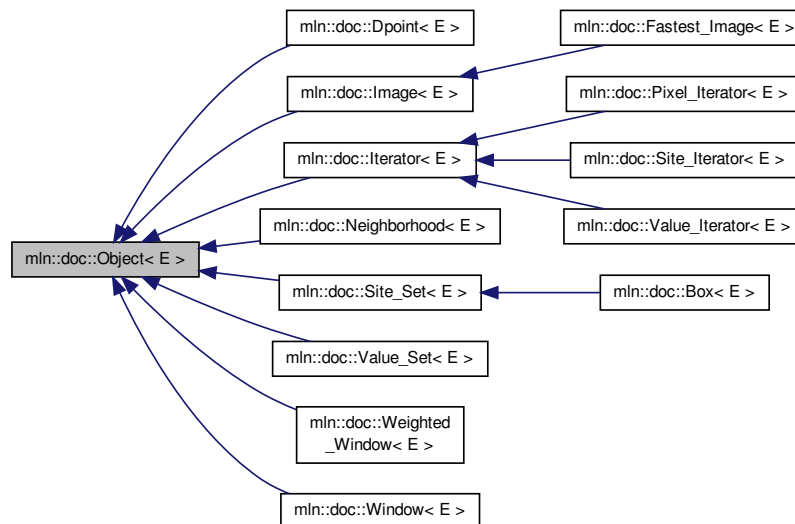 mln::doc::Dpoint< E >
mln::doc::Fastest_Image< E >
mln::doc::Image< E >
mln::doc::Pixel_Iterator< E >
mln::doc::Iterator< E >
mln::doc::Site_Iterator< E >
mln::doc::Neighborhood< E >
mln::doc::Value_Iterator< E >
mln::doc::Object< E >
mln::doc::Site_Set< E >
mln::doc::Box< E >
mln::doc::Value_Set< E >
mln::doc::Weighted
_Window< E >
mln::doc::Window< E >